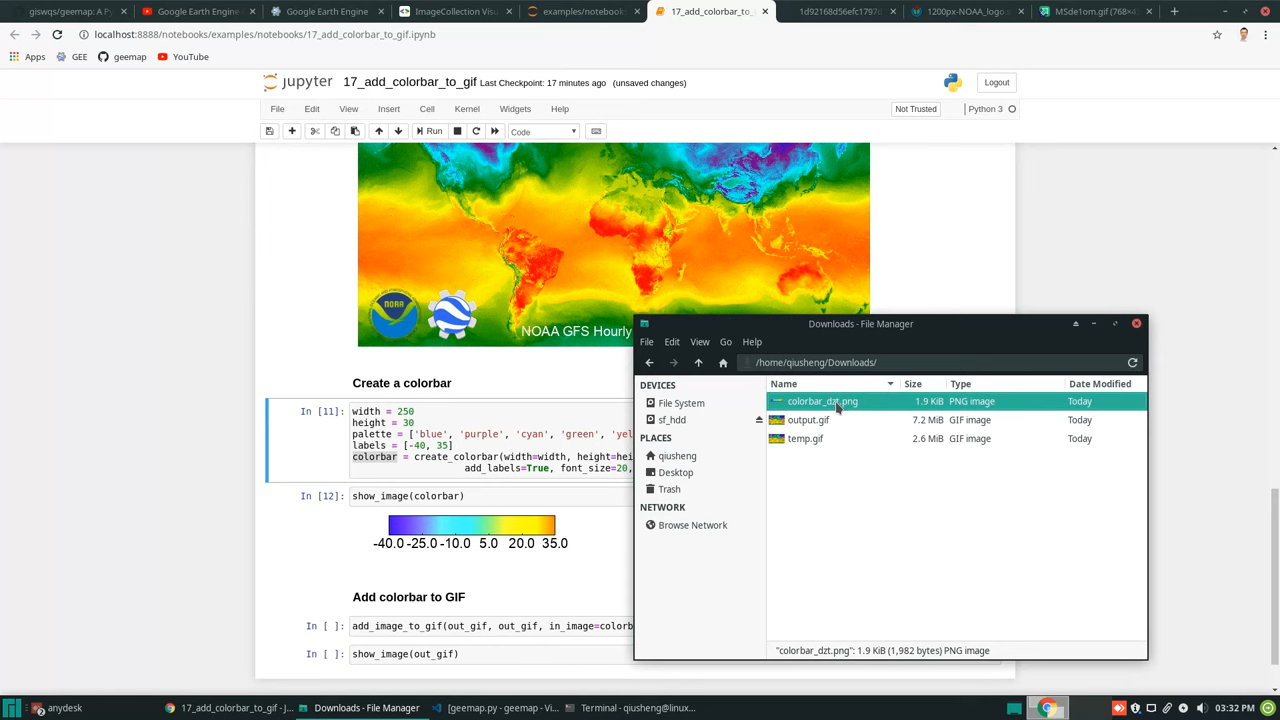 giswqs/geemap: A P
Google Earth Engine
Google Earth Engine
ImageCollection Visua
examples/notebook
17_add_colorbar_to_
1d92168d56efc1797d
1200px-NOAA_logo.s
MSde1om.gif (768×4
localhost:8888/notebooks/examples/notebooks/17_add_colorbar_to_gif.ipynb
Apps
GEE
geemap
YouTube
jupyter
17_add_colorbar_to_gif Last Checkpoint: 17 minutes ago (unsaved changes)
Logout
File Edit View Insert Cell Kernel Widgets Help
Not Trusted
Python 3
Run
Code
NOAA
NOAA GFS Hourly
Create a colorbar
In [11]:
width = 250
height = 30
palette = ['blue', 'purple', 'cyan', 'green', 'yel
labels = [-40, 35]
colorbar = create_colorbar(width=width, height=hei
add_labels=True, font_size=20,
In [12]: show_image(colorbar)
-40.0 -25.0 -10.0 5.0 20.0 35.0
Add colorbar to GIF
In [ ]: add_image_to_gif(out_gif, out_gif, in_image=colorb
In [ ]: show_image(out_gif)
Downloads - File Manager
File Edit View Go Help
/home/qiusheng/Downloads/
DEVICES
File System
sf_hdd
PLACES
qiusheng
Desktop
Trash
NETWORK
Browse Network
Name Size Type Date Modified
colorbar_dzt.png 1.9 KiB PNG image Today
output.gif 7.2 MiB GIF image Today
temp.gif 2.6 MiB GIF image Today
"colorbar_dzt.png": 1.9 KiB (1,982 bytes) PNG image
anydesk
17_add_colorbar_to_gif - J...
Downloads - File Manager
[geemap.py - geemap - Vi...
Terminal - qiusheng@linux...
03:32 PM